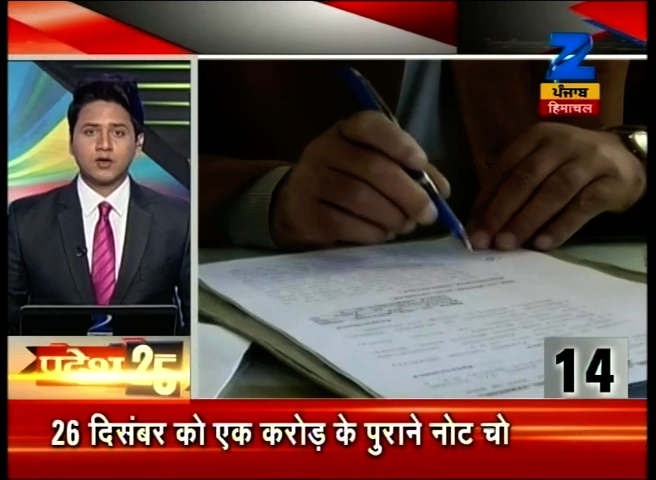 Z
ਪੰਜਾਬ
हिमाचल
प्रदेश 25
14
26 दिसंबर को एक करोड़ के पुराने नोट चो